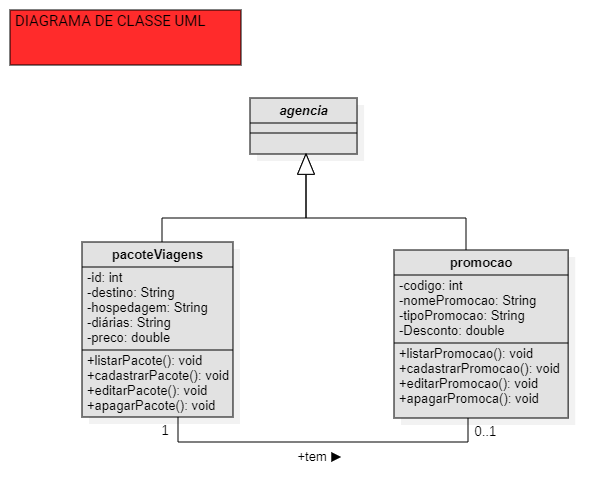 DIAGRAMA DE CLASSE UML
agencia
pacoteViagens
-id: int
-destino: String
-hospedagem: String
-diárias: String
-preco: double
+listarPacote(): void
+cadastrarPacote(): void
+editarPacote(): void
+apagarPacote(): void
promocao
-codigo: int
-nomePromocao: String
-tipoPromocao: String
-Desconto: double
+listarPromocao(): void
+cadastrarPromocao(): void
+editarPromocao(): void
+apagarPromoca(): void
1
0..1
+tem ▶